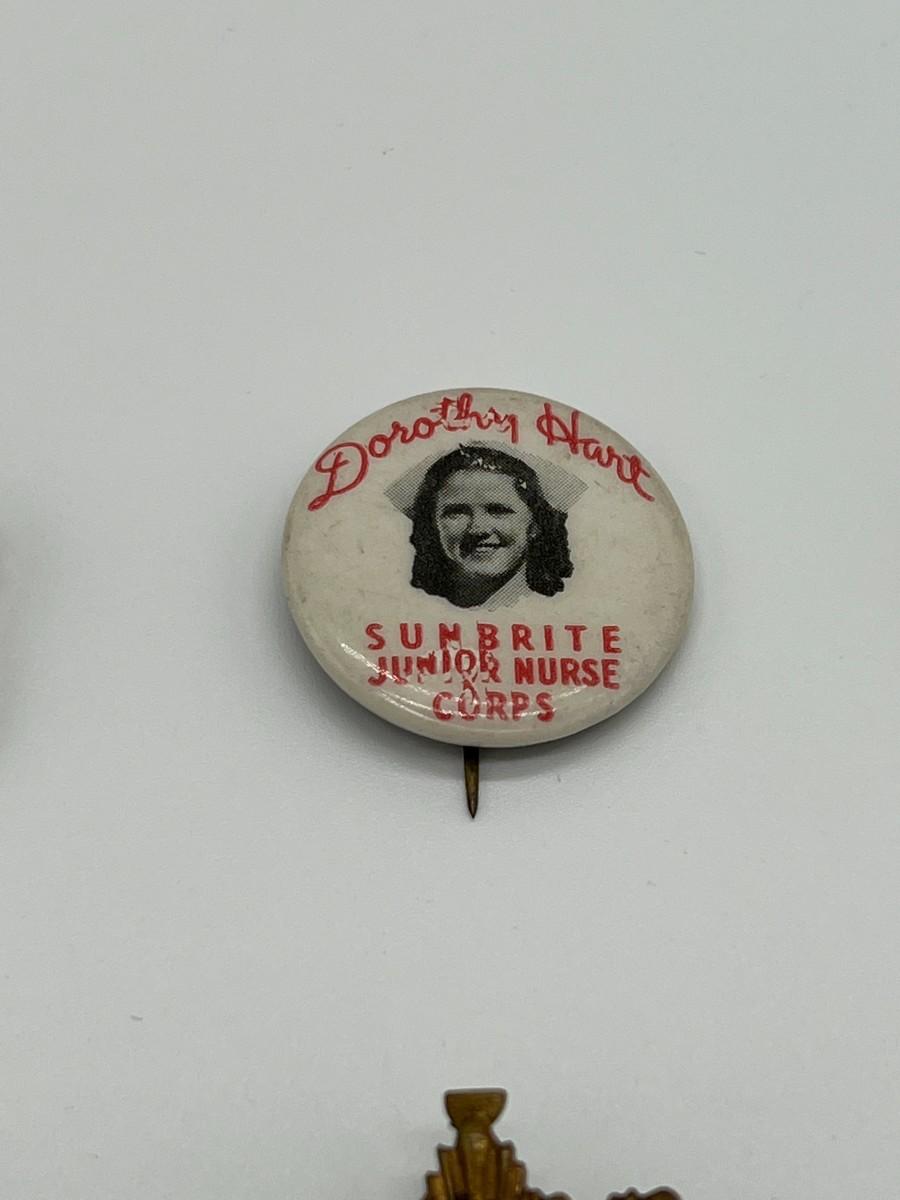 Dorothy Hart
SUNBRITE
JUNIOR NURSE
CORPS